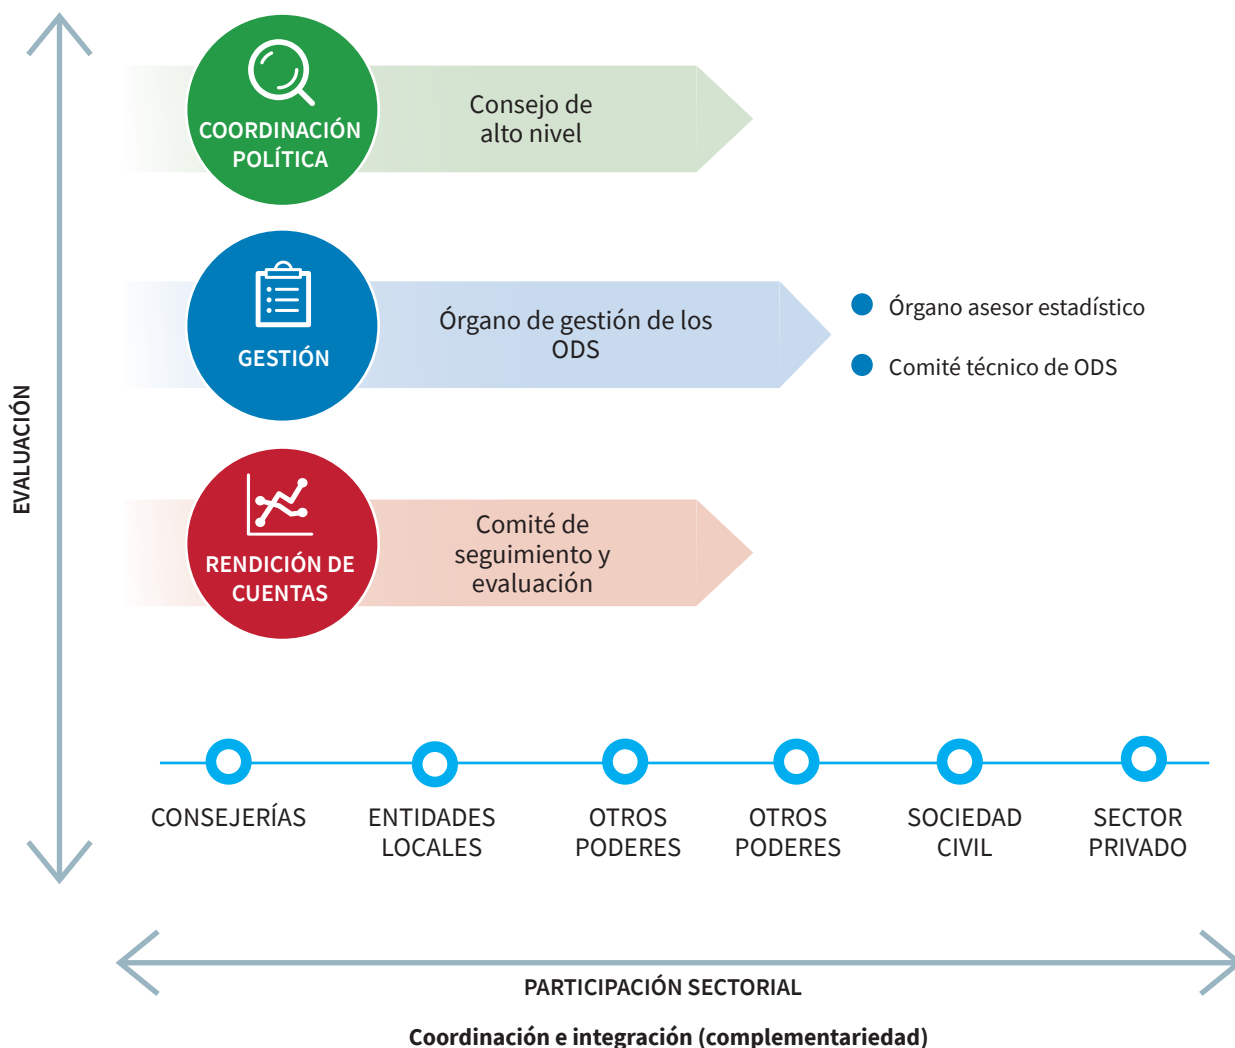 COORDINACIÓN
POLÍTICA
Consejo de
alto nivel
GESTIÓN
Órgano de gestión de los
ODS
Órgano asesor estadístico
Comité técnico de ODS
EVALUACIÓN
RENDICIÓN DE
CUENTAS
Comité de
seguimiento y
evaluación
CONSEJERÍAS
ENTIDADES
LOCALES
OTROS
PODERES
OTROS
PODERES
SOCIEDAD
CIVIL
SECTOR
PRIVADO
PARTICIPACIÓN SECTORIAL
Coordinación e integración (complementariedad)